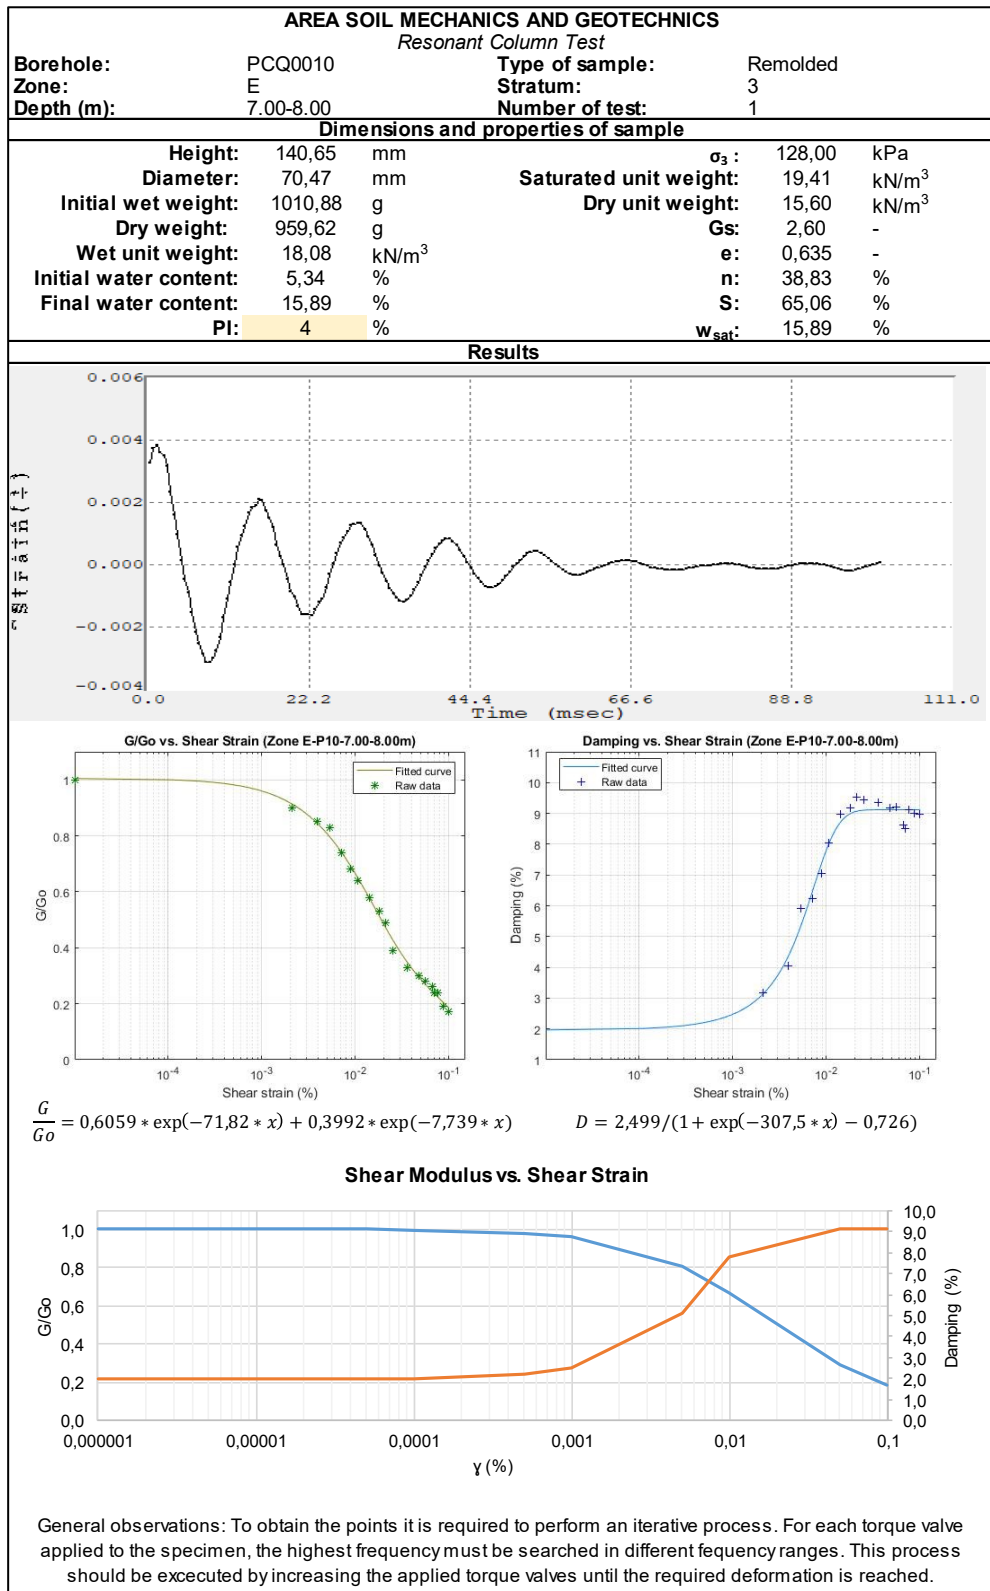 AREA SOIL MECHANICS AND GEOTECHNICS
Resonant Column Test
Borehole: PCQ0010 Type of sample: Remolded
Zone: E Stratum: 3
Depth (m): 7.00-8.00 Number of test: 1
Dimensions and properties of sample
Height: 140,65 mm σ3 : 128,00 kPa
Diameter: 70,47 mm Saturated unit weight: 19,41 kN/m³
Initial wet weight: 1010,88 g Dry unit weight: 15,60 kN/m³
Dry weight: 959,62 g Gs: 2,60 -
Wet unit weight: 18,08 kN/m³ e: 0,635 -
Initial water content: 5,34 % n: 38,83 %
Final water content: 15,89 % S: 65,06 %
PI: 4 % wsat: 15,89 %
Results
0.006
0.004
0.002
0.000
-0.002
-0.004
0.0 22.2 44.4 66.6 88.8 111.0
Time (msec)
G/Go vs. Shear Strain (Zone E-P10-7.00-8.00m)
Fitted curve
Raw data
1
0.8
0.6
0.4
0.2
0
G/Go
10⁻⁴ 10⁻³ 10⁻² 10⁻¹
Shear strain (%)
Damping vs. Shear Strain (Zone E-P10-7.00-8.00m)
Fitted curve
Raw data
11
10
9
8
7
6
5
4
3
2
1
Damping (%)
10⁻⁴ 10⁻³ 10⁻² 10⁻¹
Shear strain (%)
G/Go = 0,6059 * exp(−71,82 * x) + 0,3992 * exp(−7,739 * x)
D = 2,499/(1 + exp(−307,5 * x) − 0,726)
Shear Modulus vs. Shear Strain
1,0
0,8
0,6
0,4
0,2
0,0
G/Go
10,0
9,0
8,0
7,0
6,0
5,0
4,0
3,0
2,0
1,0
0,0
Damping (%)
0,000001 0,00001 0,0001 0,001 0,01 0,1
ɣ (%)
General observations: To obtain the points it is required to perform an iterative process. For each torque valve
applied to the specimen, the highest frequency must be searched in different fequency ranges. This process
should be excecuted by increasing the applied torque valves until the required deformation is reached.